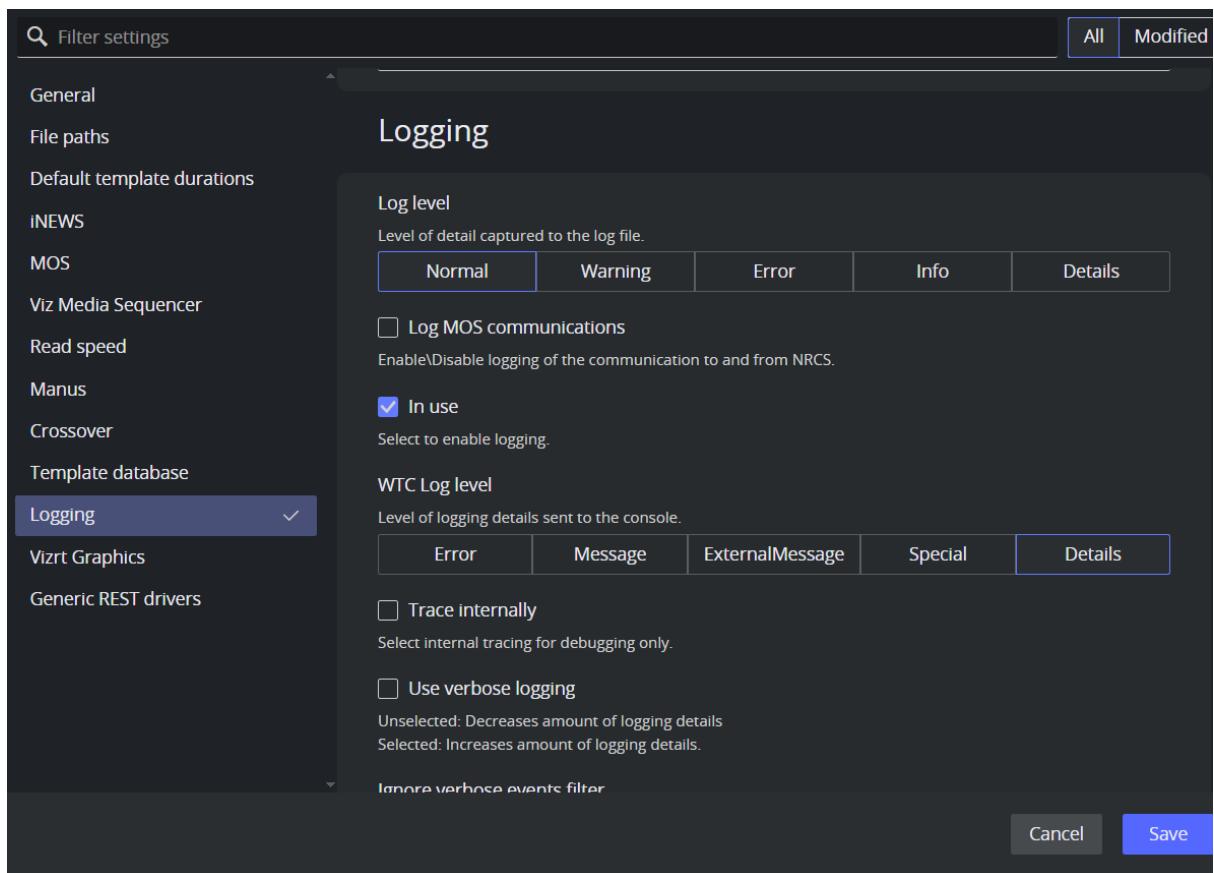 Filter settings
All
Modified
General
File paths
Default template durations
iNEWS
MOS
Viz Media Sequencer
Read speed
Manus
Crossover
Template database
Logging
Vizrt Graphics
Generic REST drivers
Logging
Log level
Level of detail captured to the log file.
Normal Warning Error Info Details
Log MOS communications
Enable\Disable logging of the communication to and from NRCS.
In use
Select to enable logging.
WTC Log level
Level of logging details sent to the console.
Error Message ExternalMessage Special Details
Trace internally
Select internal tracing for debugging only.
Use verbose logging
Unselected: Decreases amount of logging details
Selected: Increases amount of logging details.
Ignore verbose events filter
Cancel Save